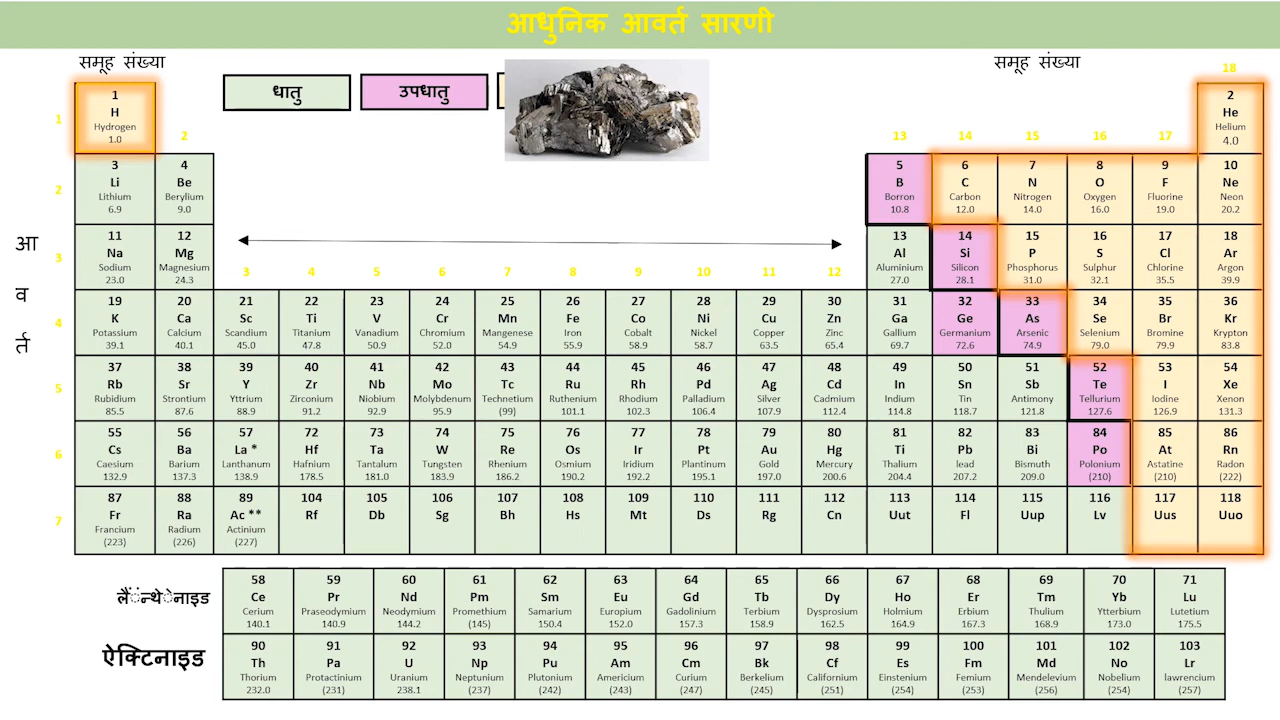 आधुनिक आवर्त सारणी
समूह संख्या
समूह संख्या
18
धातु
उपधातु
1
1
H
Hydrogen
1.0
2
He
Helium
4.0
2
13
14
15
16
17
2
3
Li
Lithium
6.9
4
Be
Berylium
9.0
5
B
Borron
10.8
6
C
Carbon
12.0
7
N
Nitrogen
14.0
8
O
Oxygen
16.0
9
F
Fluorine
19.0
10
Ne
Neon
20.2
आ
व
र्त
3
11
Na
Sodium
23.0
12
Mg
Magnesium
24.3
3
4
5
6
7
8
9
10
11
12
13
Al
Aluminium
27.0
14
Si
Silicon
28.1
15
P
Phosphorus
31.0
16
S
Sulphur
32.1
17
Cl
Chlorine
35.5
18
Ar
Argon
39.9
4
19
K
Potassium
39.1
20
Ca
Calcium
40.1
21
Sc
Scandium
45.0
22
Ti
Titanium
47.8
23
V
Vanadium
50.9
24
Cr
Chromium
52.0
25
Mn
Mangenese
54.9
26
Fe
Iron
55.9
27
Co
Cobalt
58.9
28
Ni
Nickel
58.7
29
Cu
Copper
63.5
30
Zn
Zinc
65.4
31
Ga
Gallium
69.7
32
Ge
Germanium
72.6
33
As
Arsenic
74.9
34
Se
Selenium
79.0
35
Br
Bromine
79.9
36
Kr
Krypton
83.8
5
37
Rb
Rubidium
85.5
38
Sr
Strontium
87.6
39
Y
Yttrium
88.9
40
Zr
Zirconium
91.2
41
Nb
Niobium
92.9
42
Mo
Molybdenum
95.9
43
Tc
Technetium
(99)
44
Ru
Ruthenium
101.1
45
Rh
Rhodium
102.3
46
Pd
Palladium
106.4
47
Ag
Silver
107.9
48
Cd
Cadmium
112.4
49
In
Indium
114.8
50
Sn
Tin
118.7
51
Sb
Antimony
121.8
52
Te
Tellurium
127.6
53
I
Iodine
126.9
54
Xe
Xenon
131.3
6
55
Cs
Caesium
132.9
56
Ba
Barium
137.3
57
La *
Lanthanum
138.9
72
Hf
Hafnium
178.5
73
Ta
Tantalum
181.0
74
W
Tungsten
183.9
75
Re
Rhenium
186.2
76
Os
Osmium
190.2
77
Ir
Iridium
192.2
78
Pt
Plantinum
195.1
79
Au
Gold
197.0
80
Hg
Mercury
200.6
81
Ti
Thalium
204.4
82
Pb
lead
207.2
83
Bi
Bismuth
209.0
84
Po
Polonium
(210)
85
At
Astatine
(210)
86
Rn
Radon
(222)
7
87
Fr
Francium
(223)
88
Ra
Radium
(226)
89
Ac **
Actinium
(227)
104
Rf
105
Db
106
Sg
107
Bh
108
Hs
109
Mt
110
Ds
111
Rg
112
Cn
113
Uut
114
Fl
115
Uup
116
Lv
117
Uus
118
Uuo
लैंंन्थेेनाइड
58
Ce
Cerium
140.1
59
Pr
Praseodymium
140.9
60
Nd
Neodymium
144.2
61
Pm
Promethium
(145)
62
Sm
Samarium
150.4
63
Eu
Europium
152.0
64
Gd
Gadolinium
157.3
65
Tb
Terbium
158.9
66
Dy
Dysprosium
162.5
67
Ho
Holmium
164.9
68
Er
Erbium
167.3
69
Tm
Thulium
168.9
70
Yb
Ytterbium
173.0
71
Lu
Lutetium
175.5
ऐक्टिनाइड
90
Th
Thorium
232.0
91
Pa
Protactinium
(231)
92
U
Uranium
238.1
93
Np
Neptunium
(237)
94
Pu
Plutonium
(242)
95
Am
Americium
(243)
96
Cm
Curium
(247)
97
Bk
Berkelium
(245)
98
Cf
Californium
(251)
99
Es
Einstenium
(254)
100
Fm
Femium
(253)
101
Md
Mendelevium
(256)
102
No
Nobelium
(254)
103
Lr
lawrencium
(257)